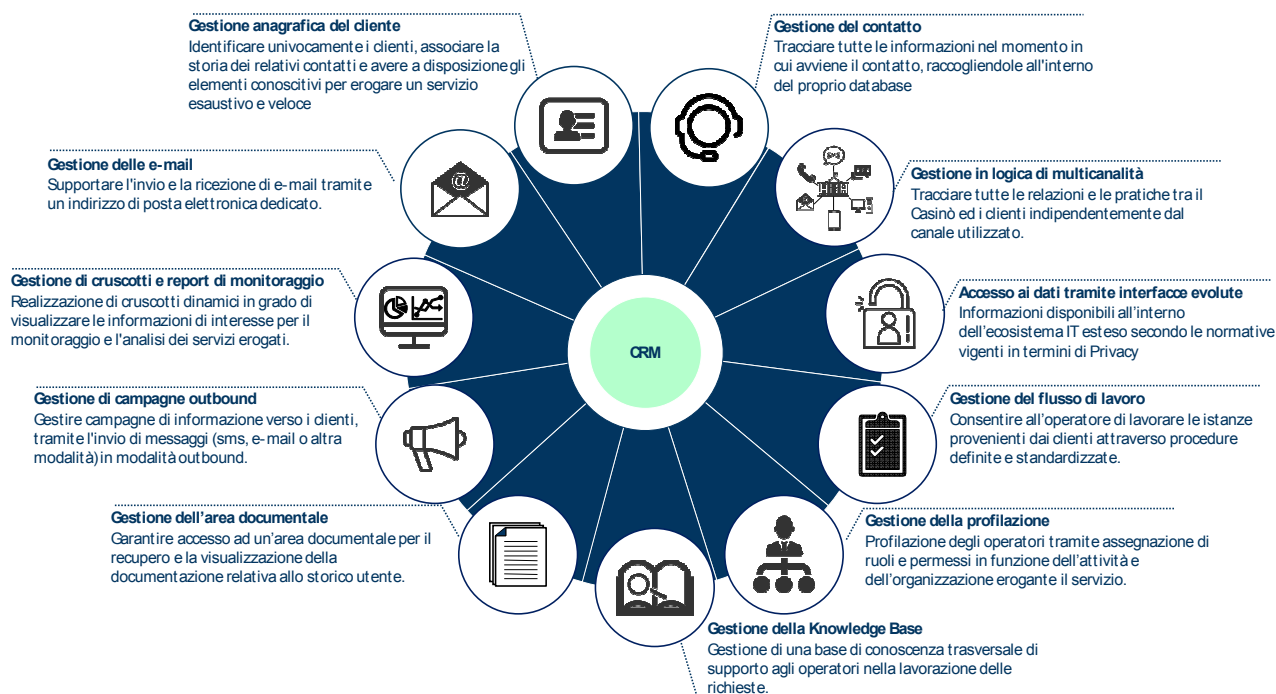 Gestione anagrafica del cliente
Identificare univocamente i clienti, associare la
storia dei relativi contatti e avere a disposizione gli
elementi conoscitivi per erogare un servizio
esaustivo e veloce
Gestione del contatto
Tracciare tutte le informazioni nel momento in
cui avviene il contatto, raccogliendole all'interno
del proprio database
Gestione delle e-mail
Supportare l'invio e la ricezione di e-mail tramite
un indirizzo di posta elettronica dedicato.
@
SMS
Gestione in logica di multicanalità
Tracciare tutte le relazioni e le pratiche tra il
Casinò ed i clienti indipendentemente dal
canale utilizzato.
Gestione di cruscotti e report di monitoraggio
Realizzazione di cruscotti dinamici in grado di
visualizzare le informazioni di interesse per il
monitoraggio e l'analisi dei servizi erogati.
Accesso ai dati tramite interfacce evolute
Informazioni disponibili all'interno
dell'ecosistema IT esteso secondo le normative
vigenti in termini di Privacy
CRM
Gestione di campagne outbound
Gestire campagne di informazione verso i clienti,
tramite l'invio di messaggi (sms, e-mail o altra
modalità) in modalità outbound.
Gestione del flusso di lavoro
Consentire all'operatore di lavorare le istanze
provenienti dai clienti attraverso procedure
definite e standardizzate.
Gestione dell'area documentale
Garantire accesso ad un'area documentale per il
recupero e la visualizzazione della
documentazione relativa allo storico utente.
Gestione della profilazione
Profilazione degli operatori tramite assegnazione di
ruoli e permessi in funzione dell'attività e
dell'organizzazione erogante il servizio.
Gestione della Knowledge Base
Gestione di una base di conoscenza trasversale di
supporto agli operatori nella lavorazione delle
richieste.